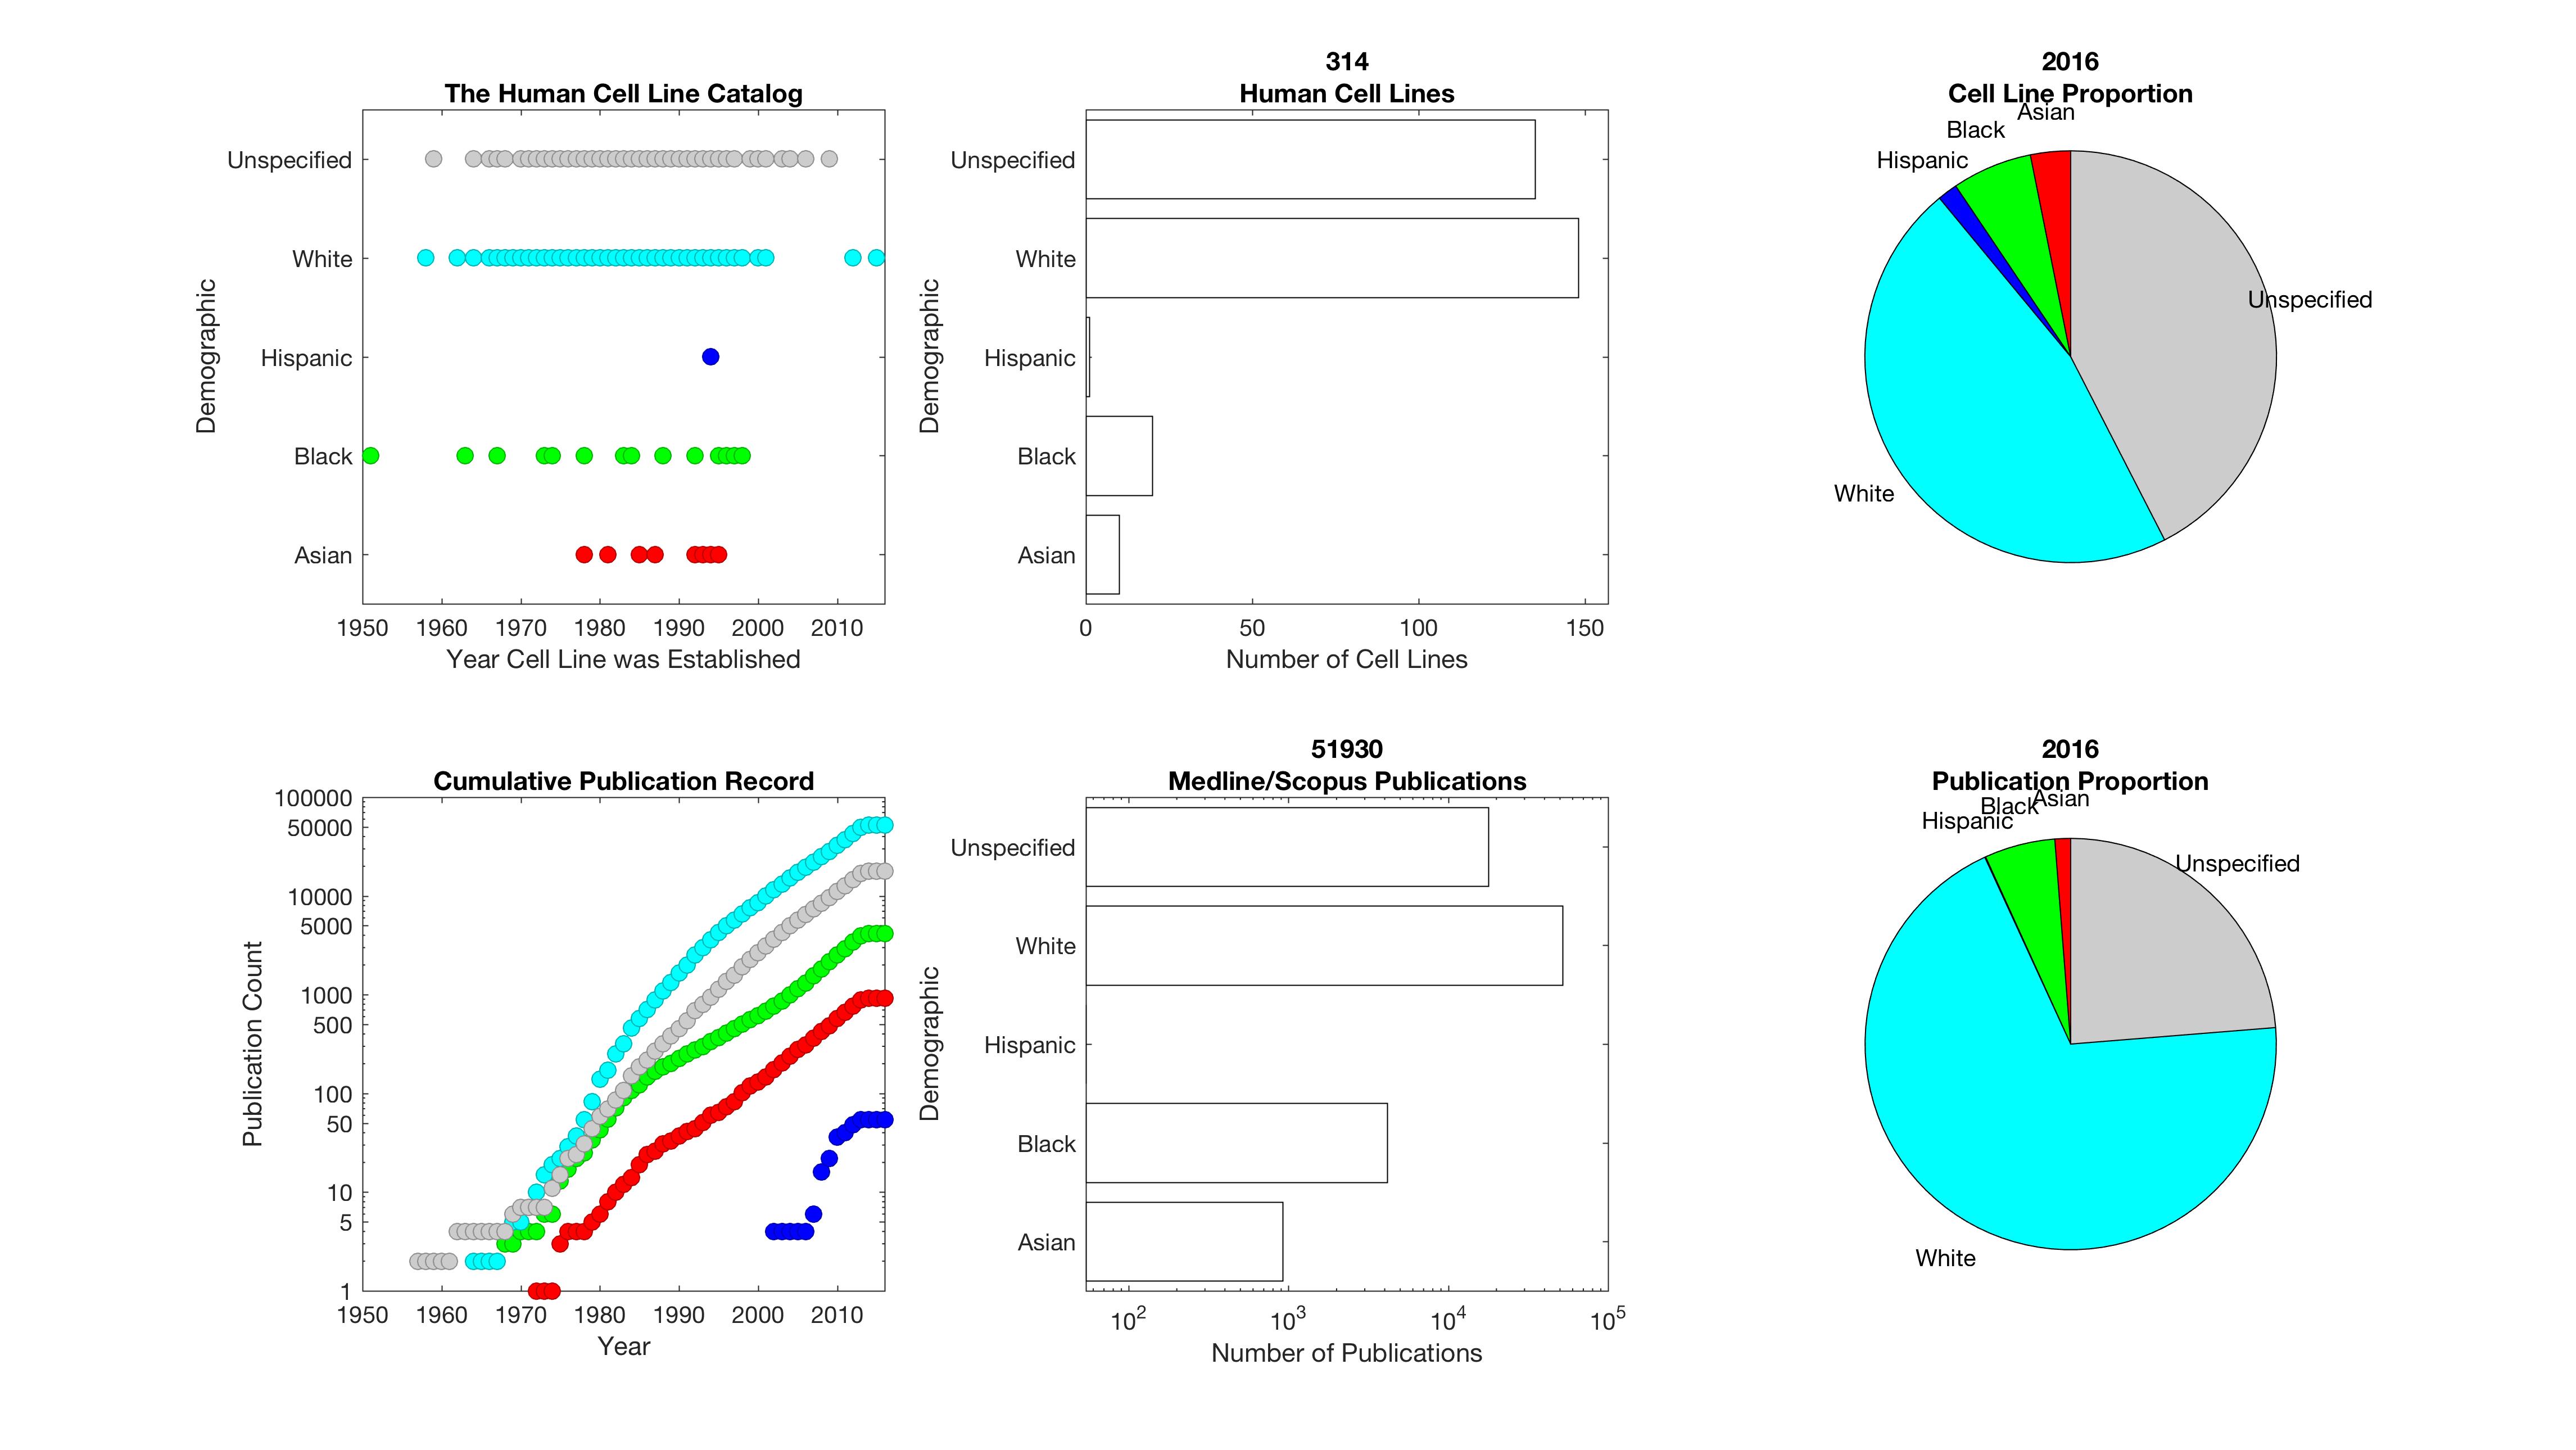 The Human Cell Line Catalog
Unspecified
White
Hispanic
Black
Asian
Demographic
1950 1960 1970 1980 1990 2000 2010
Year Cell Line was Established
314
Human Cell Lines
Unspecified
White
Hispanic
Black
Asian
Demographic
0 50 100 150
Number of Cell Lines
2016
Cell Line Proportion
Asian
Black
Hispanic
Unspecified
White
Cumulative Publication Record
100000
50000
10000
5000
1000
500
100
50
10
5
1
Publication Count
1950 1960 1970 1980 1990 2000 2010
Year
51930
Medline/Scopus Publications
Unspecified
White
Hispanic
Black
Asian
Demographic
10² 10³ 10⁴ 10⁵
Number of Publications
2016
Publication Proportion
Asian
Black
Hispanic
Unspecified
White